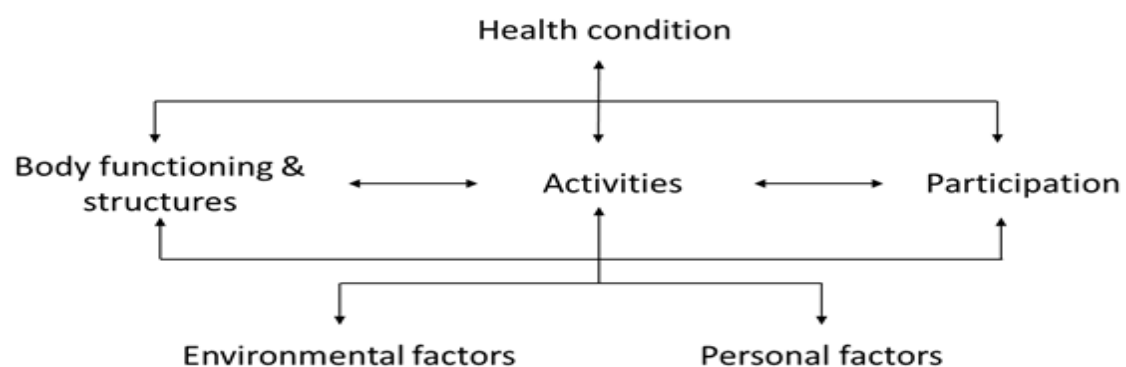 Health condition
Body functioning &
structures
Activities
Participation
Environmental factors
Personal factors